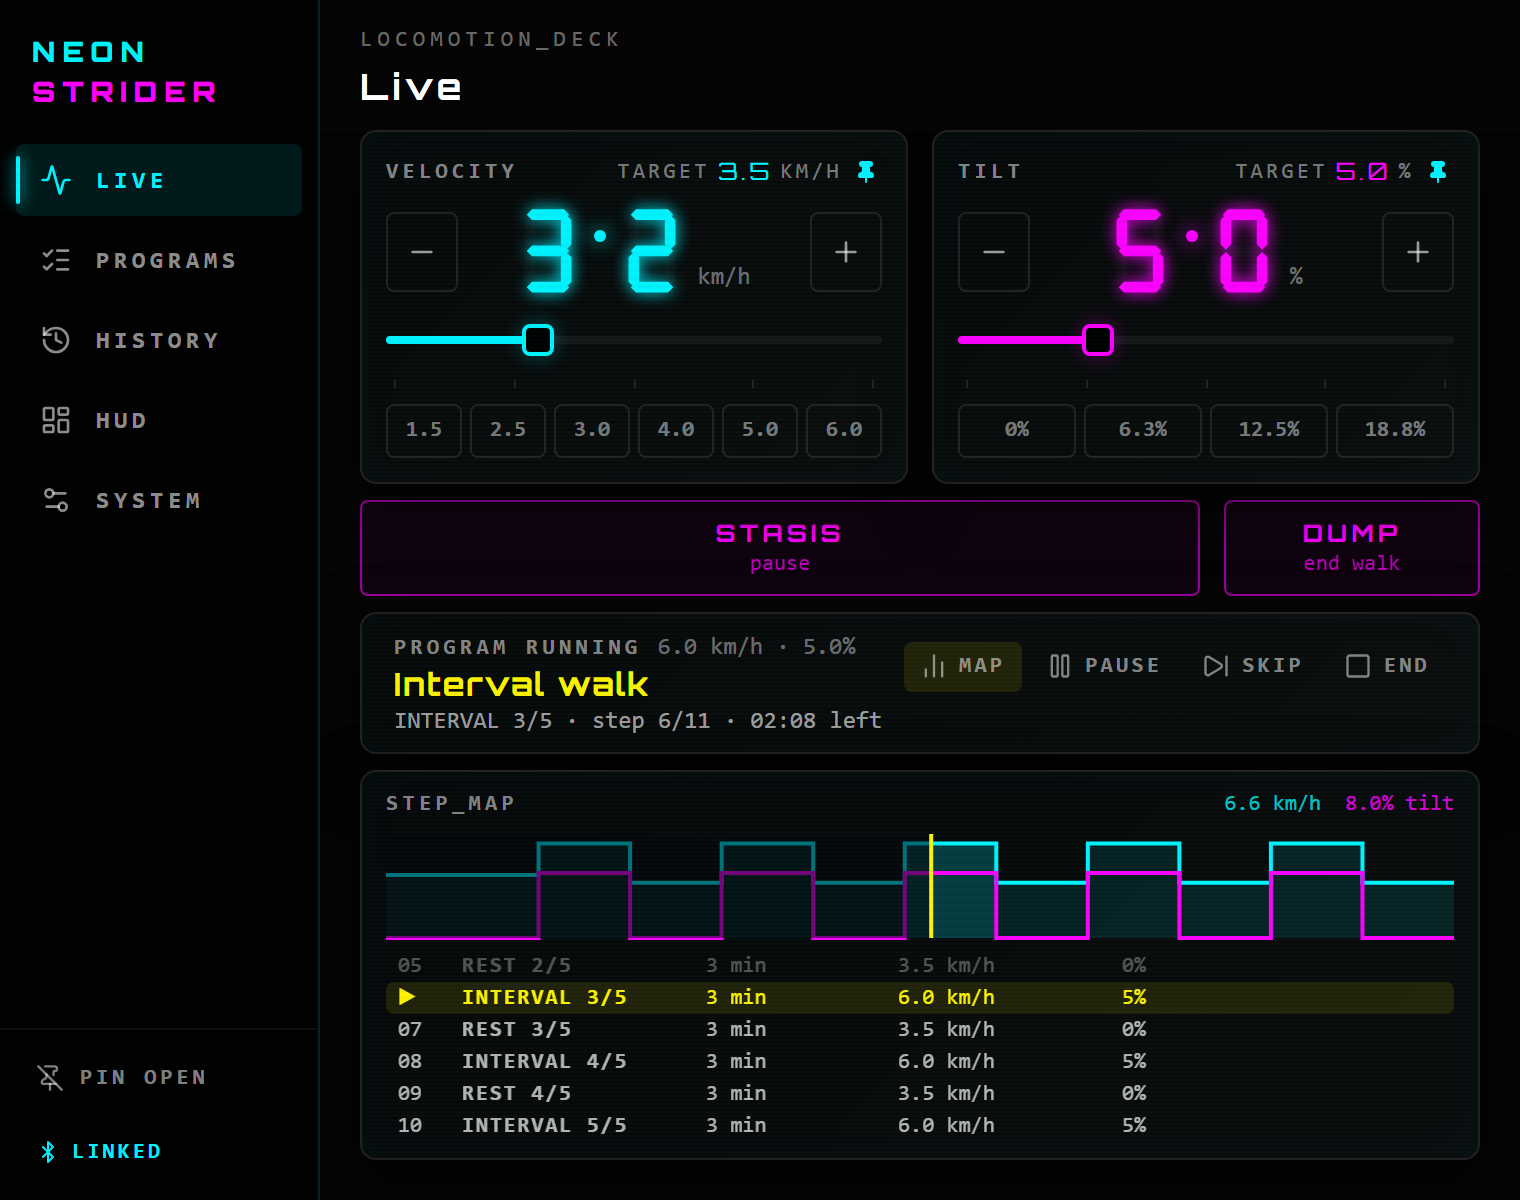 NEON
STRIDER
LIVE
PROGRAMS
HISTORY
HUD
SYSTEM
PIN OPEN
LINKED
LOCOMOTION_DECK
Live
VELOCITY TARGET 3.5 KM/H
3.2 km/h
1.5 2.5 3.0 4.0 5.0 6.0
TILT TARGET 5.0 %
5.0 %
0% 6.3% 12.5% 18.8%
STASIS
pause
DUMP
end walk
PROGRAM RUNNING 6.0 km/h · 5.0%
Interval walk
INTERVAL 3/5 · step 6/11 · 02:08 left
MAP PAUSE SKIP END
STEP_MAP 6.6 km/h 8.0% tilt
05 REST 2/5 3 min 3.5 km/h 0%
INTERVAL 3/5 3 min 6.0 km/h 5%
07 REST 3/5 3 min 3.5 km/h 0%
08 INTERVAL 4/5 3 min 6.0 km/h 5%
09 REST 4/5 3 min 3.5 km/h 0%
10 INTERVAL 5/5 3 min 6.0 km/h 5%